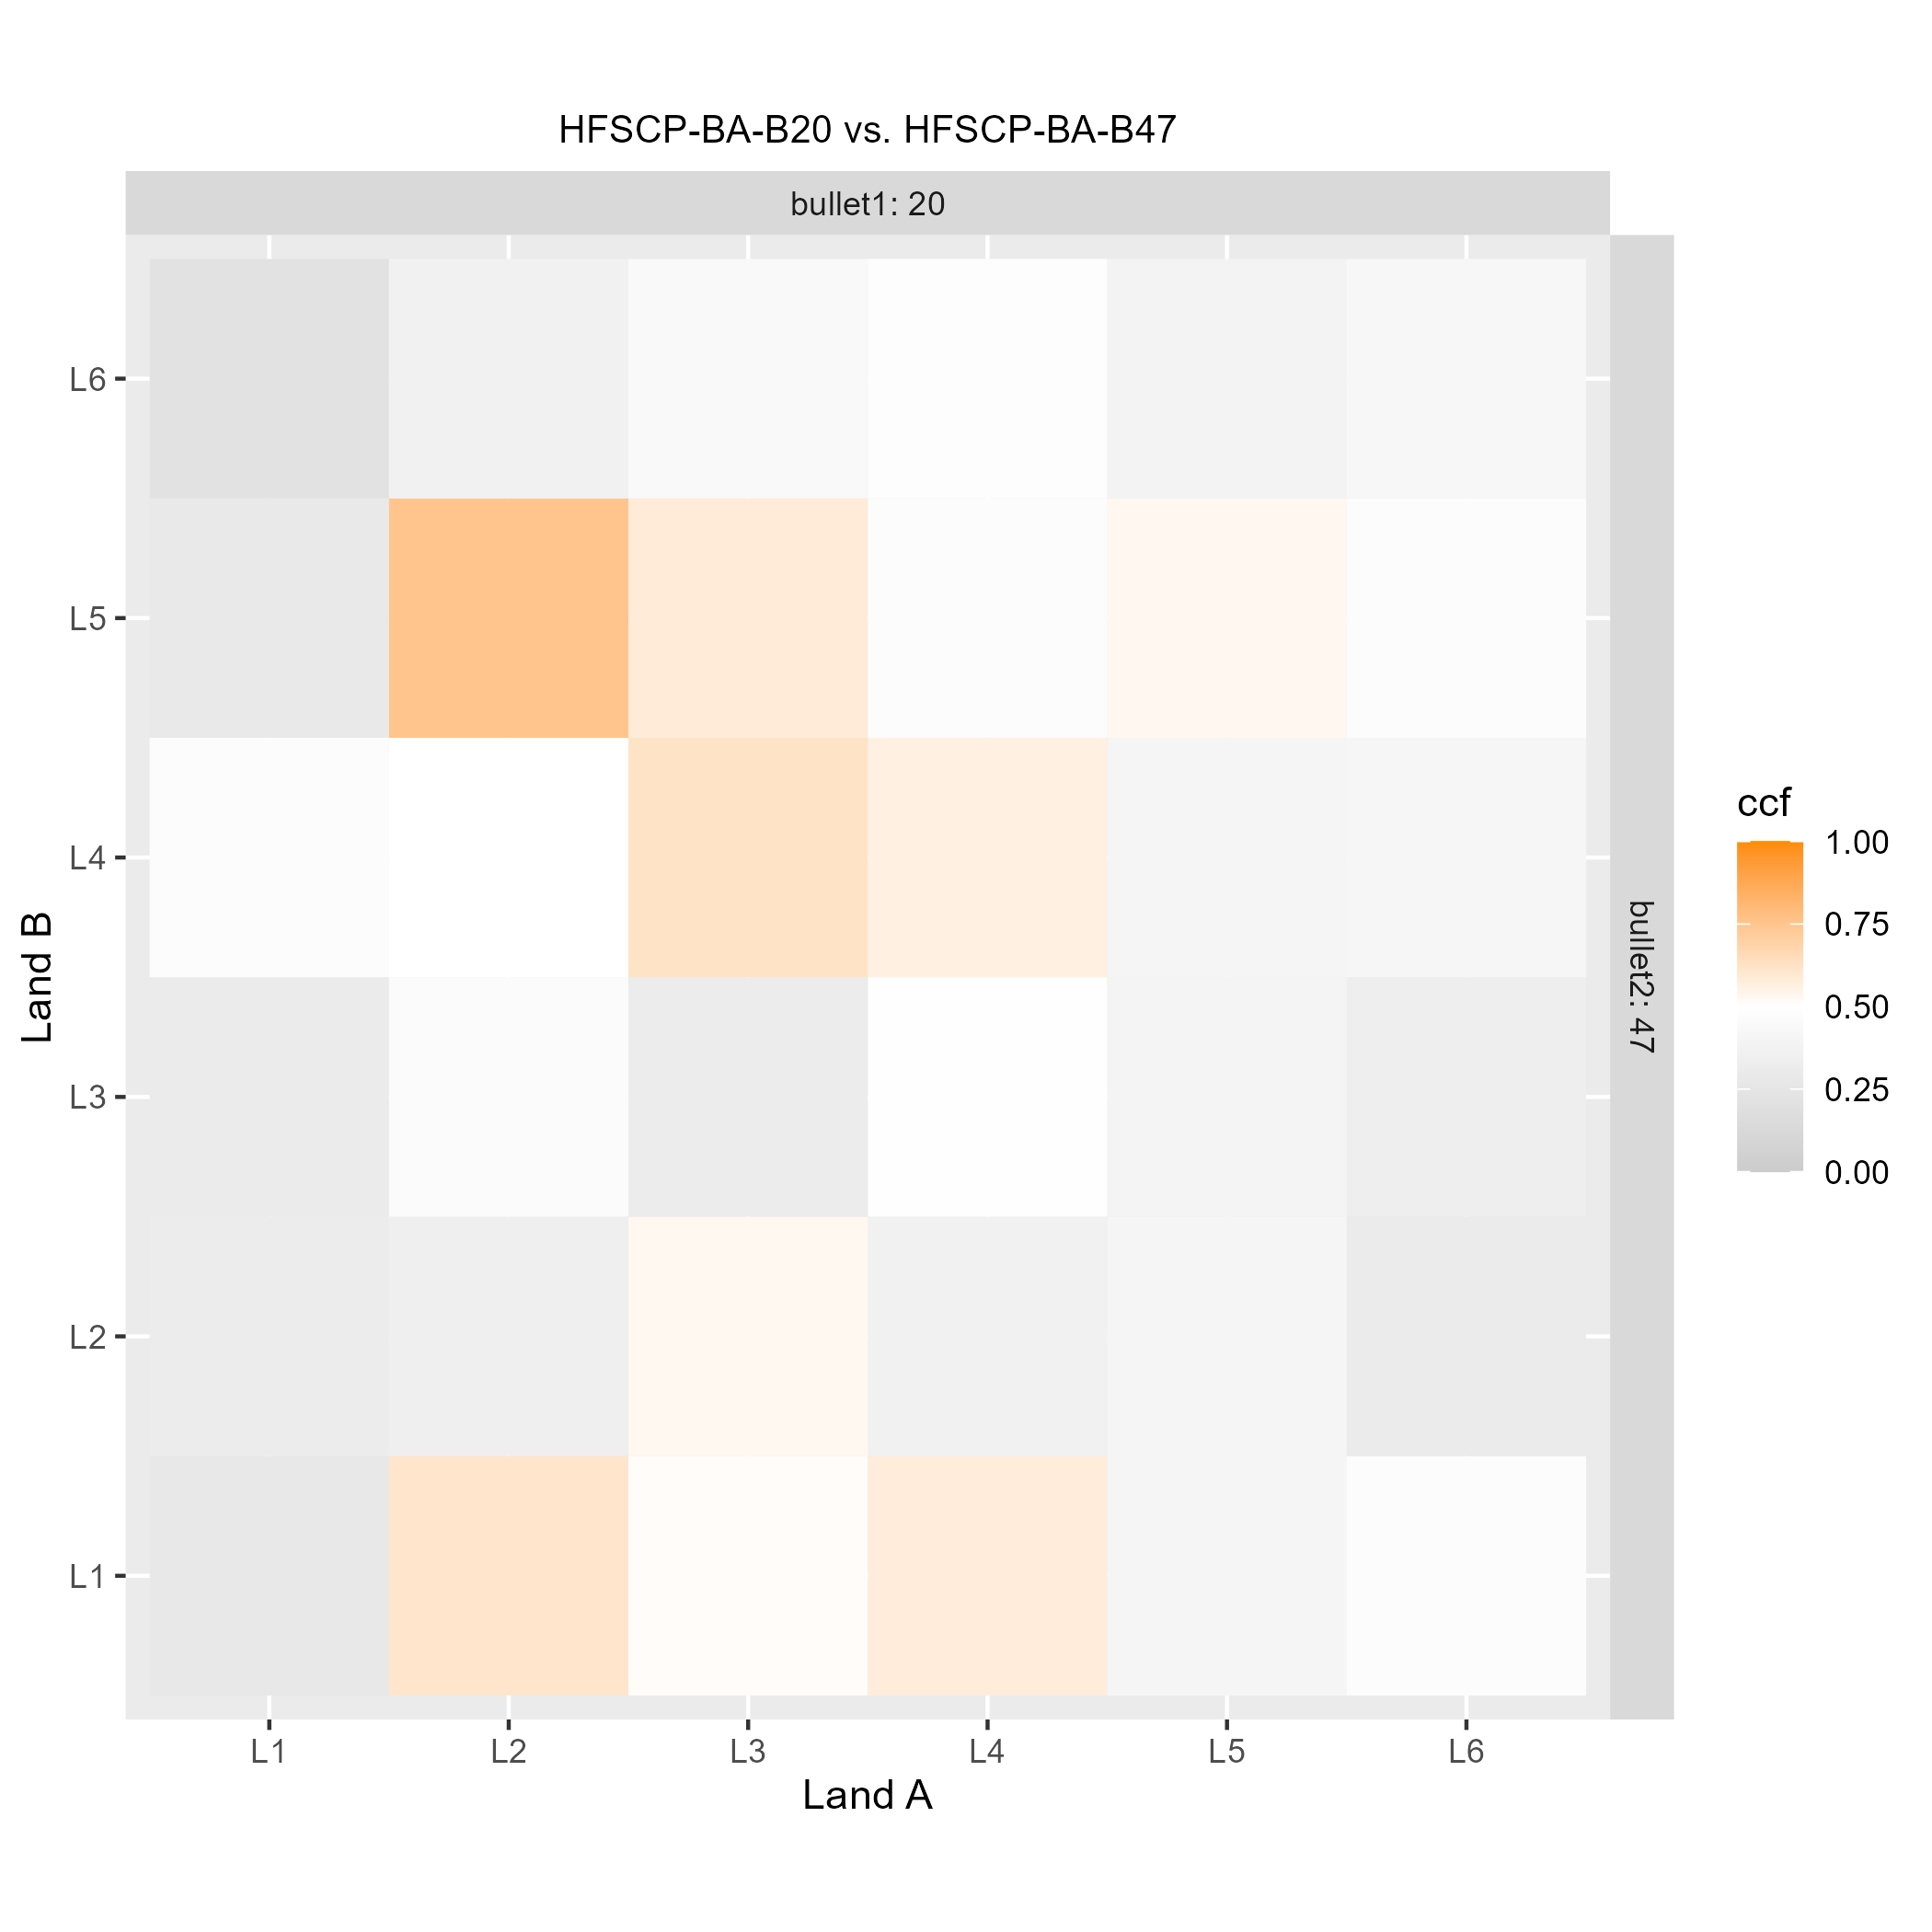 HFSCP-BA-B20 vs. HFSCP-BA-B47
bullet1: 20
L6
L5
L4
L3
L2
L1
Land B
bullet2: 47
ccf
1.00
0.75
0.50
0.25
0.00
L1 L2 L3 L4 L5 L6
Land A